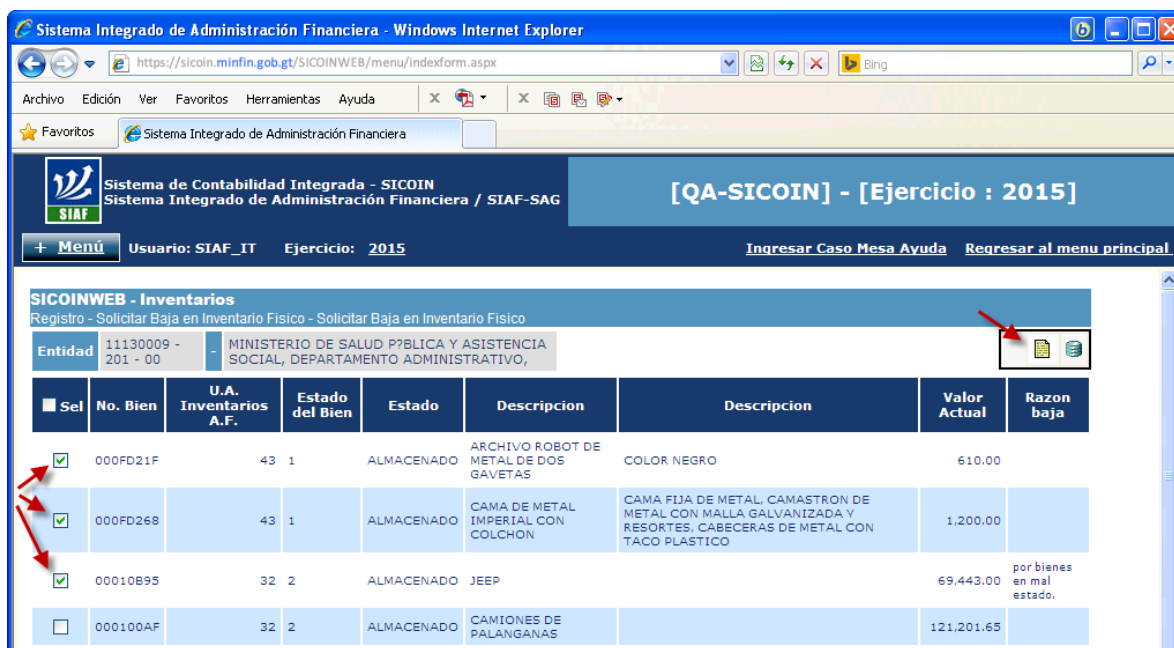 Sistema Integrado de Administración Financiera - Windows Internet Explorer
https://sicoin.minfin.gob.gt/SICOINWEB/menu/indexform.aspx
Bing
Archivo Edición Ver Favoritos Herramientas Ayuda
Favoritos
Sistema Integrado de Administración Financiera
SIAF
Sistema de Contabilidad Integrada - SICOIN
Sistema Integrado de Administración Financiera / SIAF-SAG
[QA-SICOIN] - [Ejercicio : 2015]
+ Menú Usuario: SIAF_IT Ejercicio: 2015 Ingresar Caso Mesa Ayuda Regresar al menu principal
SICOINWEB - Inventarios
Registro - Solicitar Baja en Inventario Fisico - Solicitar Baja en Inventario Fisico
Entidad
11130009 -
201 - 00
-
MINISTERIO DE SALUD P?BLICA Y ASISTENCIA
SOCIAL, DEPARTAMENTO ADMINISTRATIVO,
Sel
No. Bien
U.A.
Inventarios
A.F.
Estado
del Bien
Estado
Descripcion
Descripcion
Valor
Actual
Razon
baja
000FD21F 43 1 ALMACENADO
ARCHIVO ROBOT DE
METAL DE DOS
GAVETAS
COLOR NEGRO
610.00
000FD268 43 1 ALMACENADO
CAMA DE METAL
IMPERIAL CON
COLCHON
CAMA FIJA DE METAL, CAMASTRON DE
METAL CON MALLA GALVANIZADA Y
RESORTES, CABECERAS DE METAL CON
TACO PLASTICO
1,200.00
00010B95 32 2 ALMACENADO JEEP 69,443.00
por bienes
en mal
estado.
000100AF 32 2 ALMACENADO
CAMIONES DE
PALANGANAS
121,201.65